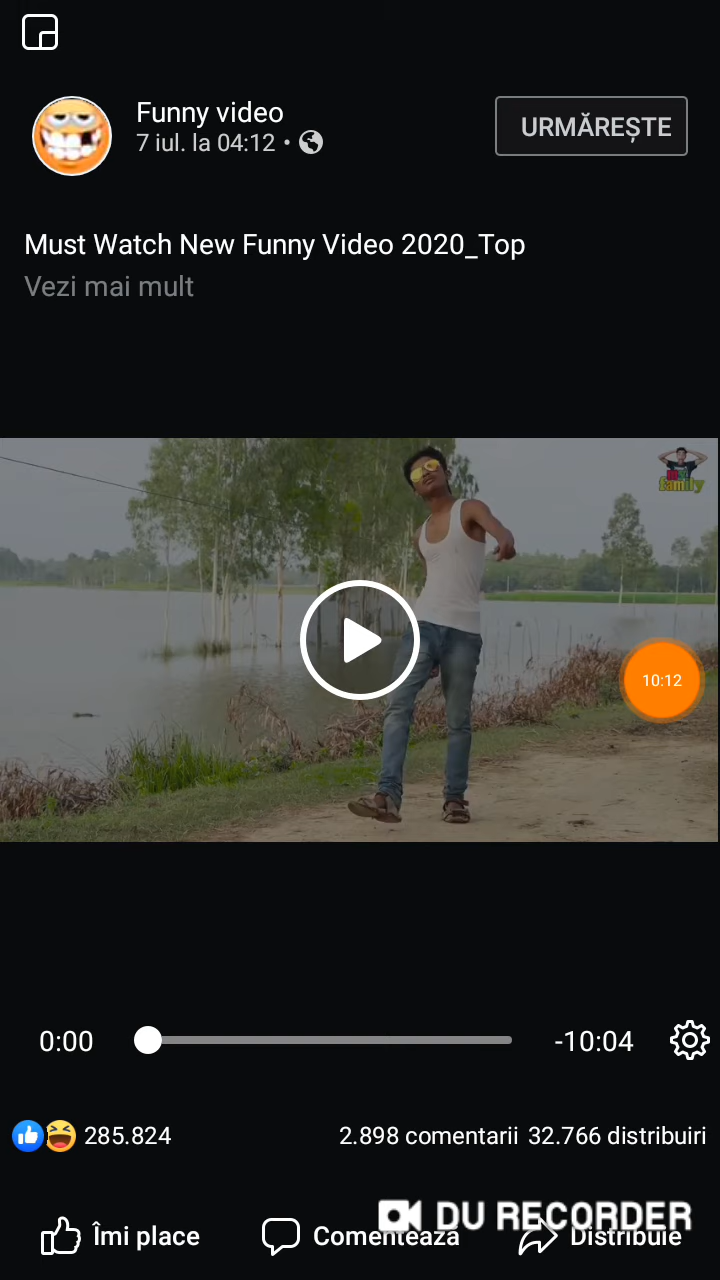 Funny video
7 iul. la 04:12 •
URMĂREȘTE
Must Watch New Funny Video 2020_Top
Vezi mai mult
family
10:12
0:00
-10:04
285.824
2.898 comentarii 32.766 distribuiri
DU RECORDER
Îmi place
Comentează
Distribuie